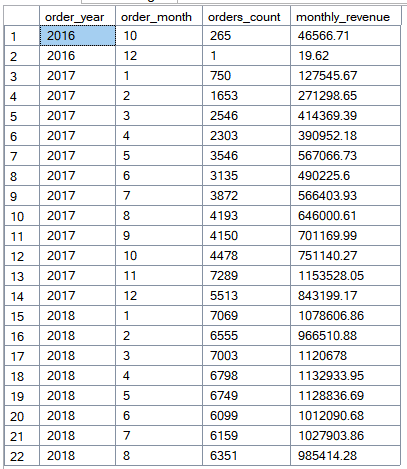 order_year order_month orders_count monthly_revenue
1 2016 10 265 46566.71
2 2016 12 1 19.62
3 2017 1 750 127545.67
4 2017 2 1653 271298.65
5 2017 3 2546 414369.39
6 2017 4 2303 390952.18
7 2017 5 3546 567066.73
8 2017 6 3135 490225.6
9 2017 7 3872 566403.93
10 2017 8 4193 646000.61
11 2017 9 4150 701169.99
12 2017 10 4478 751140.27
13 2017 11 7289 1153528.05
14 2017 12 5513 843199.17
15 2018 1 7069 1078606.86
16 2018 2 6555 966510.88
17 2018 3 7003 1120678
18 2018 4 6798 1132933.95
19 2018 5 6749 1128836.69
20 2018 6 6099 1012090.68
21 2018 7 6159 1027903.86
22 2018 8 6351 985414.28